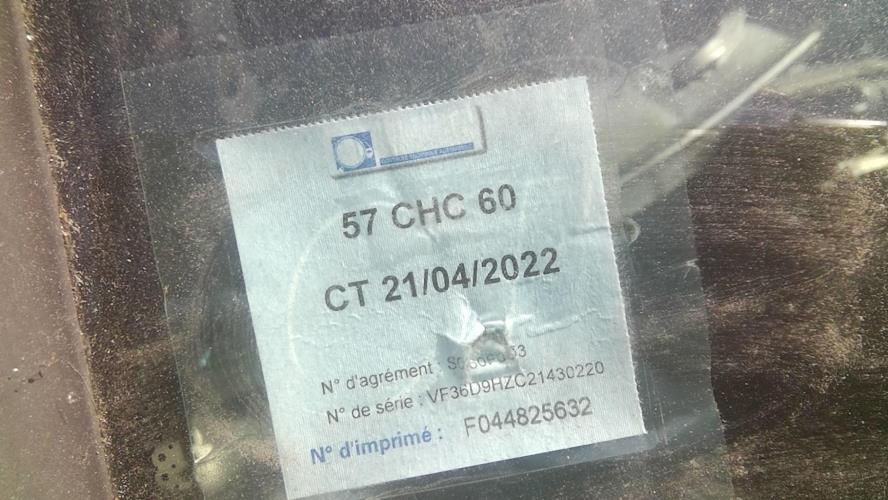 57 CHC 60
CT 21/04/2022
N° d'agrément :
N° de série : VF36D9HZC21430220
N° d'imprimé : F044825632